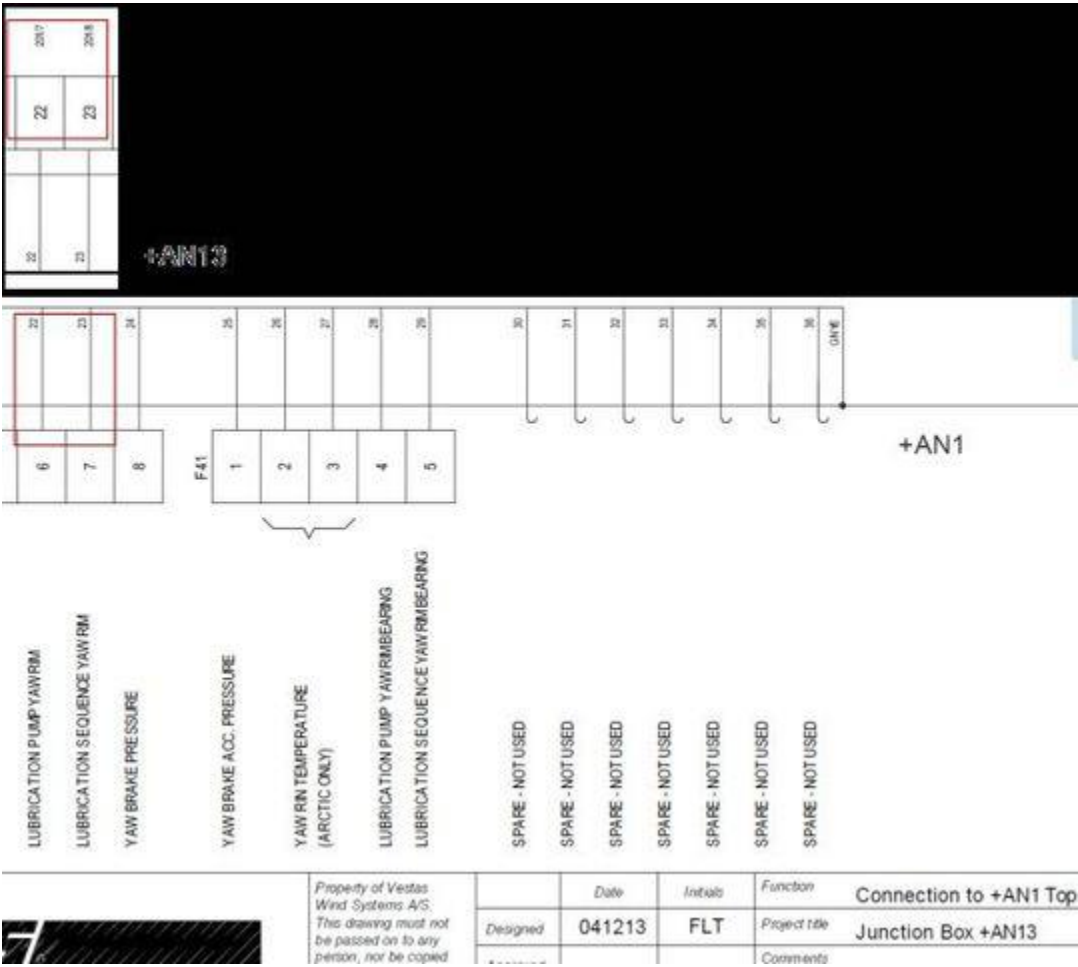 2017 2018
22 23
22 23
+AN13
22 23 24 25 26 27 28 29 30 31 32 33 34 35 36 GNYE
+AN1
6 7 8 F41 1 2 3 4 5
LUBRICATION PUMP YAW RIM
LUBRICATION SEQUENCE YAW RIM
YAW BRAKE PRESSURE
YAW BRAKE ACC. PRESSURE
YAW RIN TEMPERATURE
(ARCTIC ONLY)
LUBRICATION PUMP YAW RIMBEARING
LUBRICATION SEQUENCE YAW RIMBEARING
SPARE - NOT USED
SPARE - NOT USED
SPARE - NOT USED
SPARE - NOT USED
SPARE - NOT USED
SPARE - NOT USED
SPARE - NOT USED
Property of Vestas
Wind Systems A/S.
This drawing must not
be passed on to any
person, nor be copied
Date Initials
Designed 041213 FLT
Function Connection to +AN1 Top
Project title Junction Box +AN13
Comments